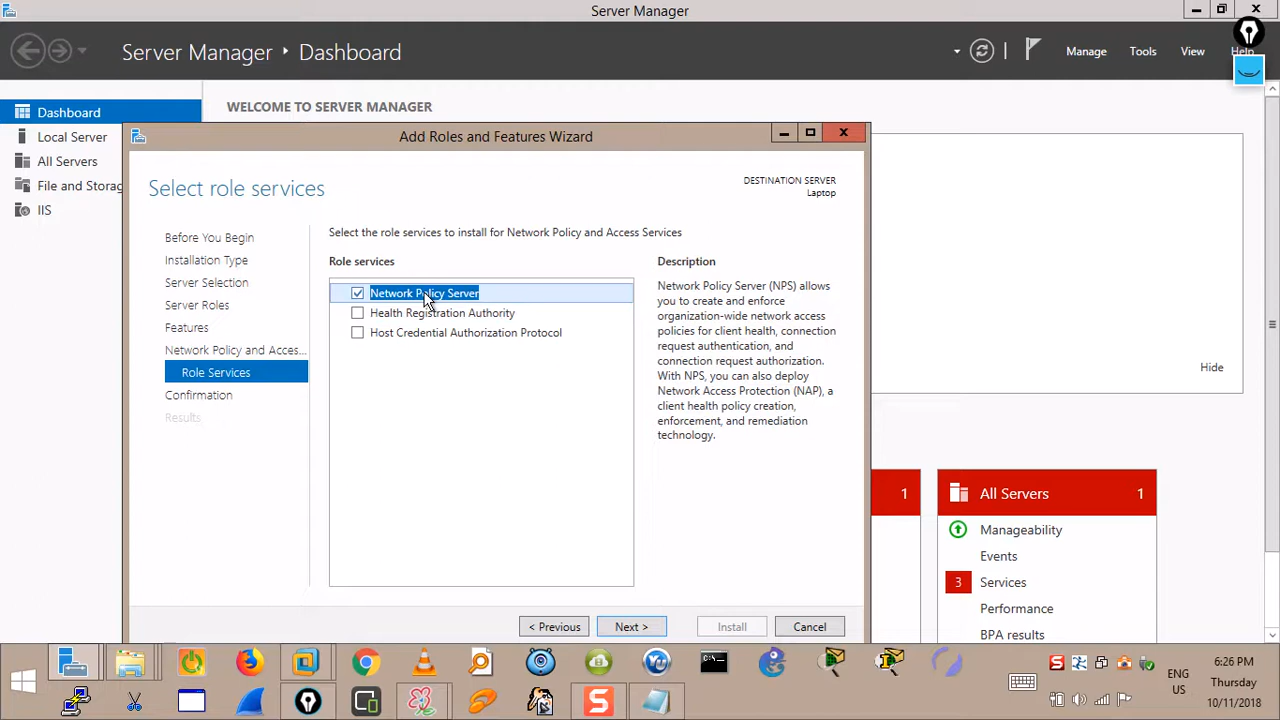 Server Manager
Server Manager ‣ Dashboard
Manage
Tools
View
Help
Dashboard
Local Server
All Servers
File and Storag
IIS
WELCOME TO SERVER MANAGER
Add Roles and Features Wizard
Select role services
DESTINATION SERVER
Laptop
Before You Begin
Installation Type
Server Selection
Server Roles
Features
Network Policy and Acces...
Role Services
Confirmation
Results
Select the role services to install for Network Policy and Access Services
Role services
Network Policy Server
Health Registration Authority
Host Credential Authorization Protocol
Description
Network Policy Server (NPS) allows
you to create and enforce
organization-wide network access
policies for client health, connection
request authentication, and
connection request authorization.
With NPS, you can also deploy
Network Access Protection (NAP), a
client health policy creation,
enforcement, and remediation
technology.
< Previous
Next >
Install
Cancel
Hide
1
All Servers 1
Manageability
Events
3 Services
Performance
BPA results
ENG
US
6:26 PM
Thursday
10/11/2018